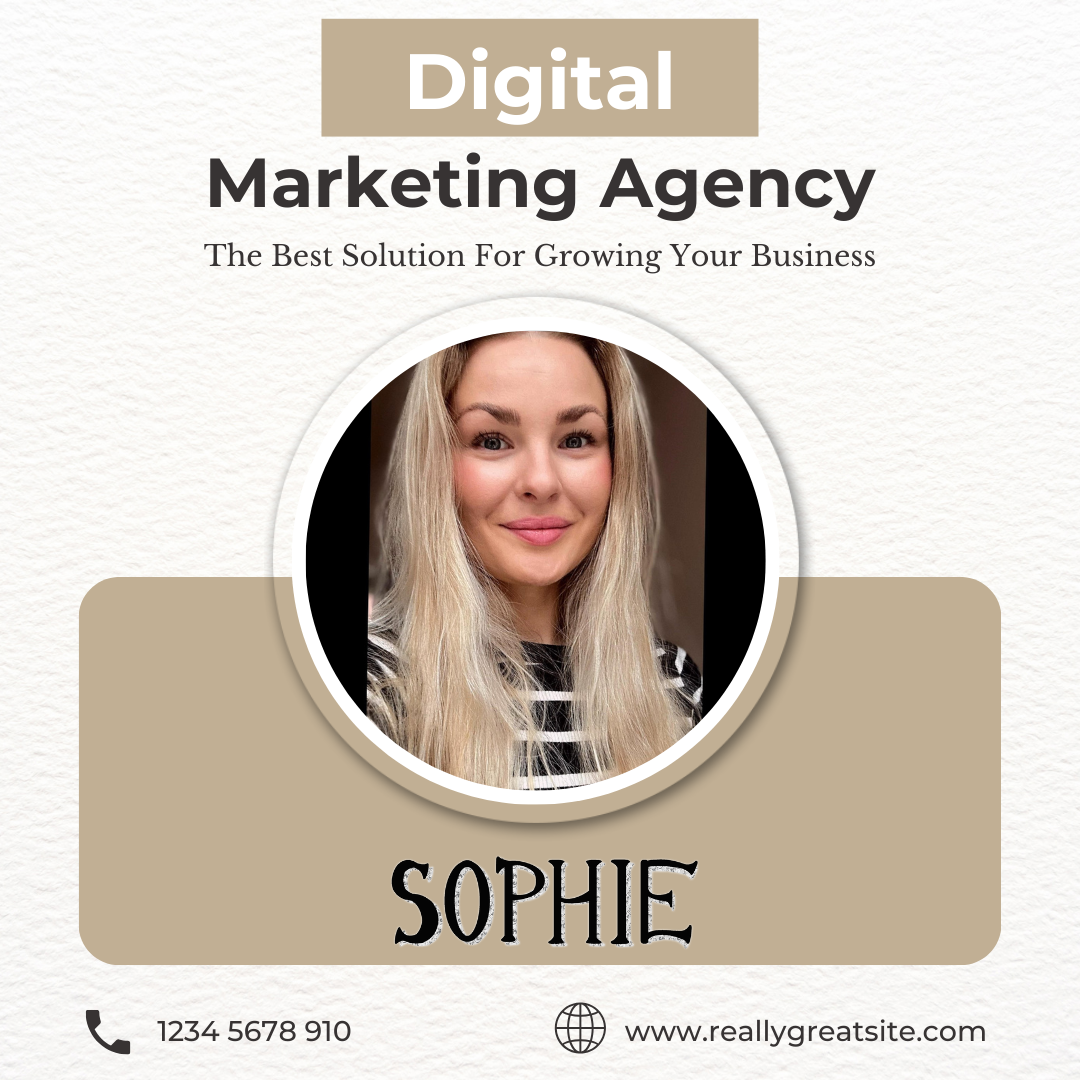 Digital
Marketing Agency
The Best Solution For Growing Your Business
SOPHIE
1234 5678 910
www.reallygreatsite.com